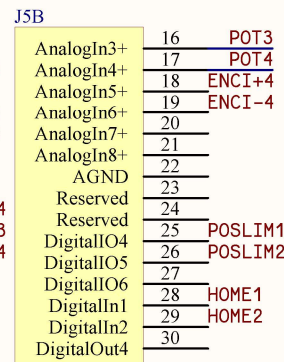 J5B
AnalogIn3+ 16 POT3
AnalogIn4+ 17 POT4
AnalogIn5+ 18 ENCI+4
AnalogIn6+ 19 ENCI-4
AnalogIn7+ 20
AnalogIn8+ 21
AGND 22
Reserved 23
Reserved 24
DigitalIO4 25 POSLIM1
DigitalIO5 26 POSLIM2
DigitalIO6 27
DigitalIn1 28 HOME1
DigitalIn2 29 HOME2
DigitalOut4 30